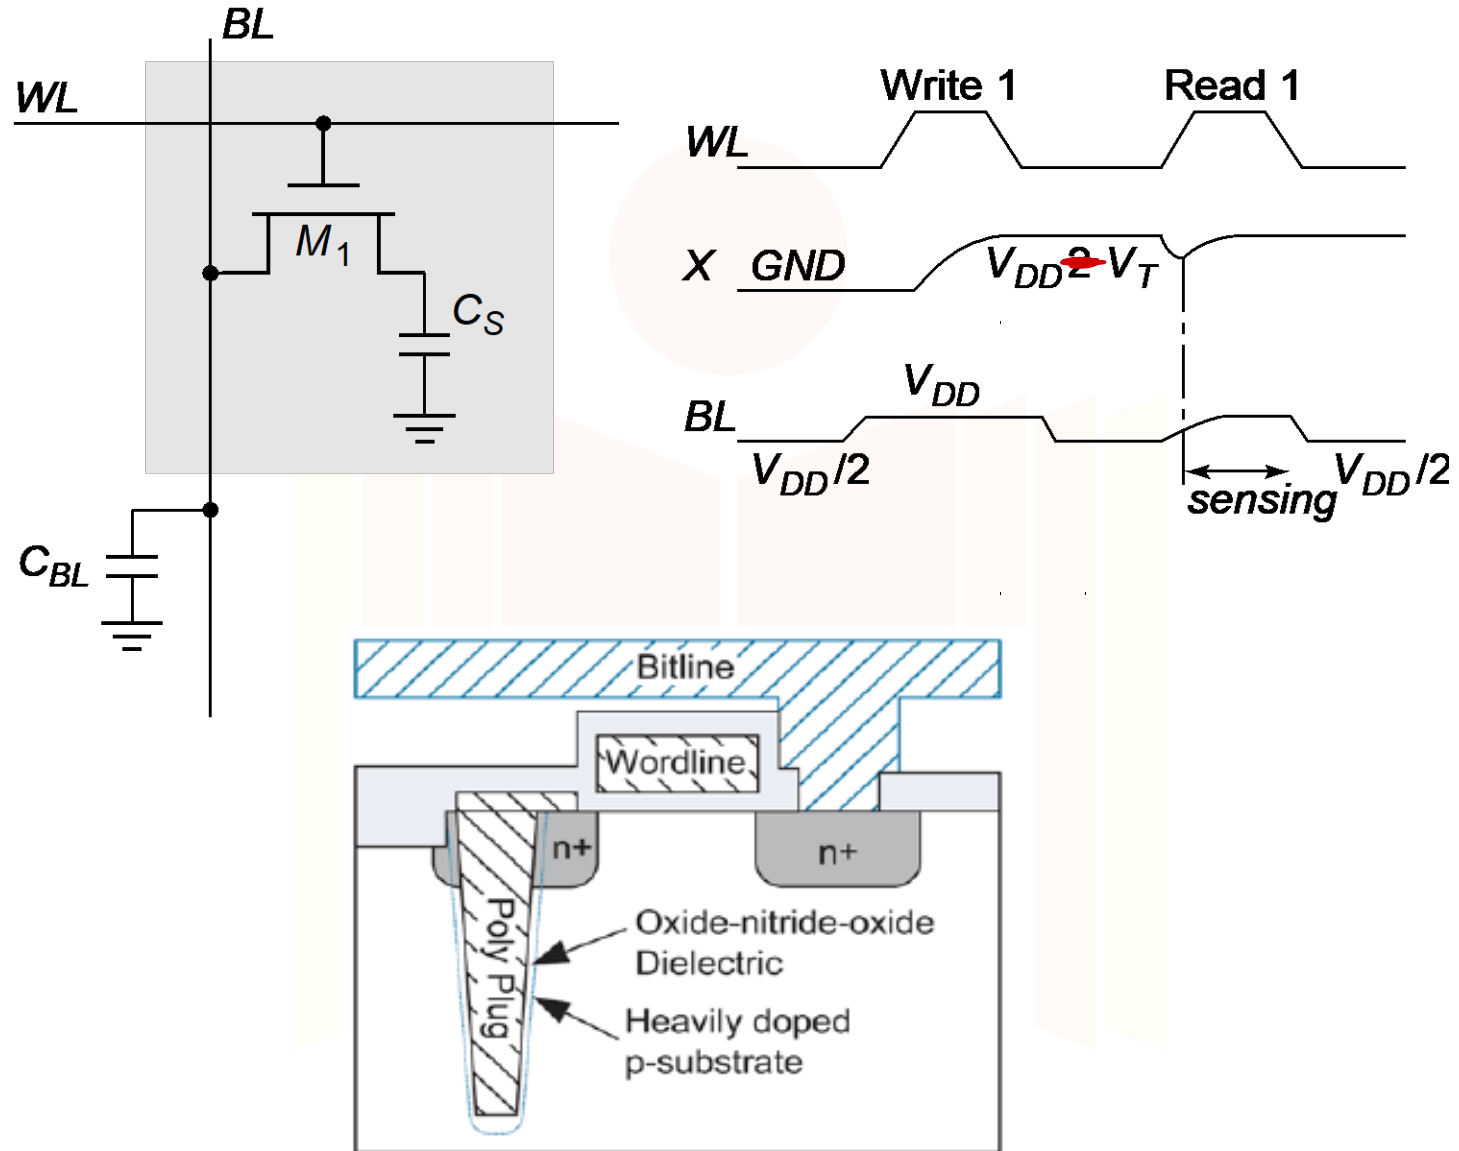 BL
WL
M1
CS
CBL
Write 1 Read 1
WL
X GND VDD VT
VDD
BL
VDD/2 VDD/2
sensing
Bitline
Wordline
n+ n+
Poly Plug
Oxide-nitride-oxide
Dielectric
Heavily doped
p-substrate